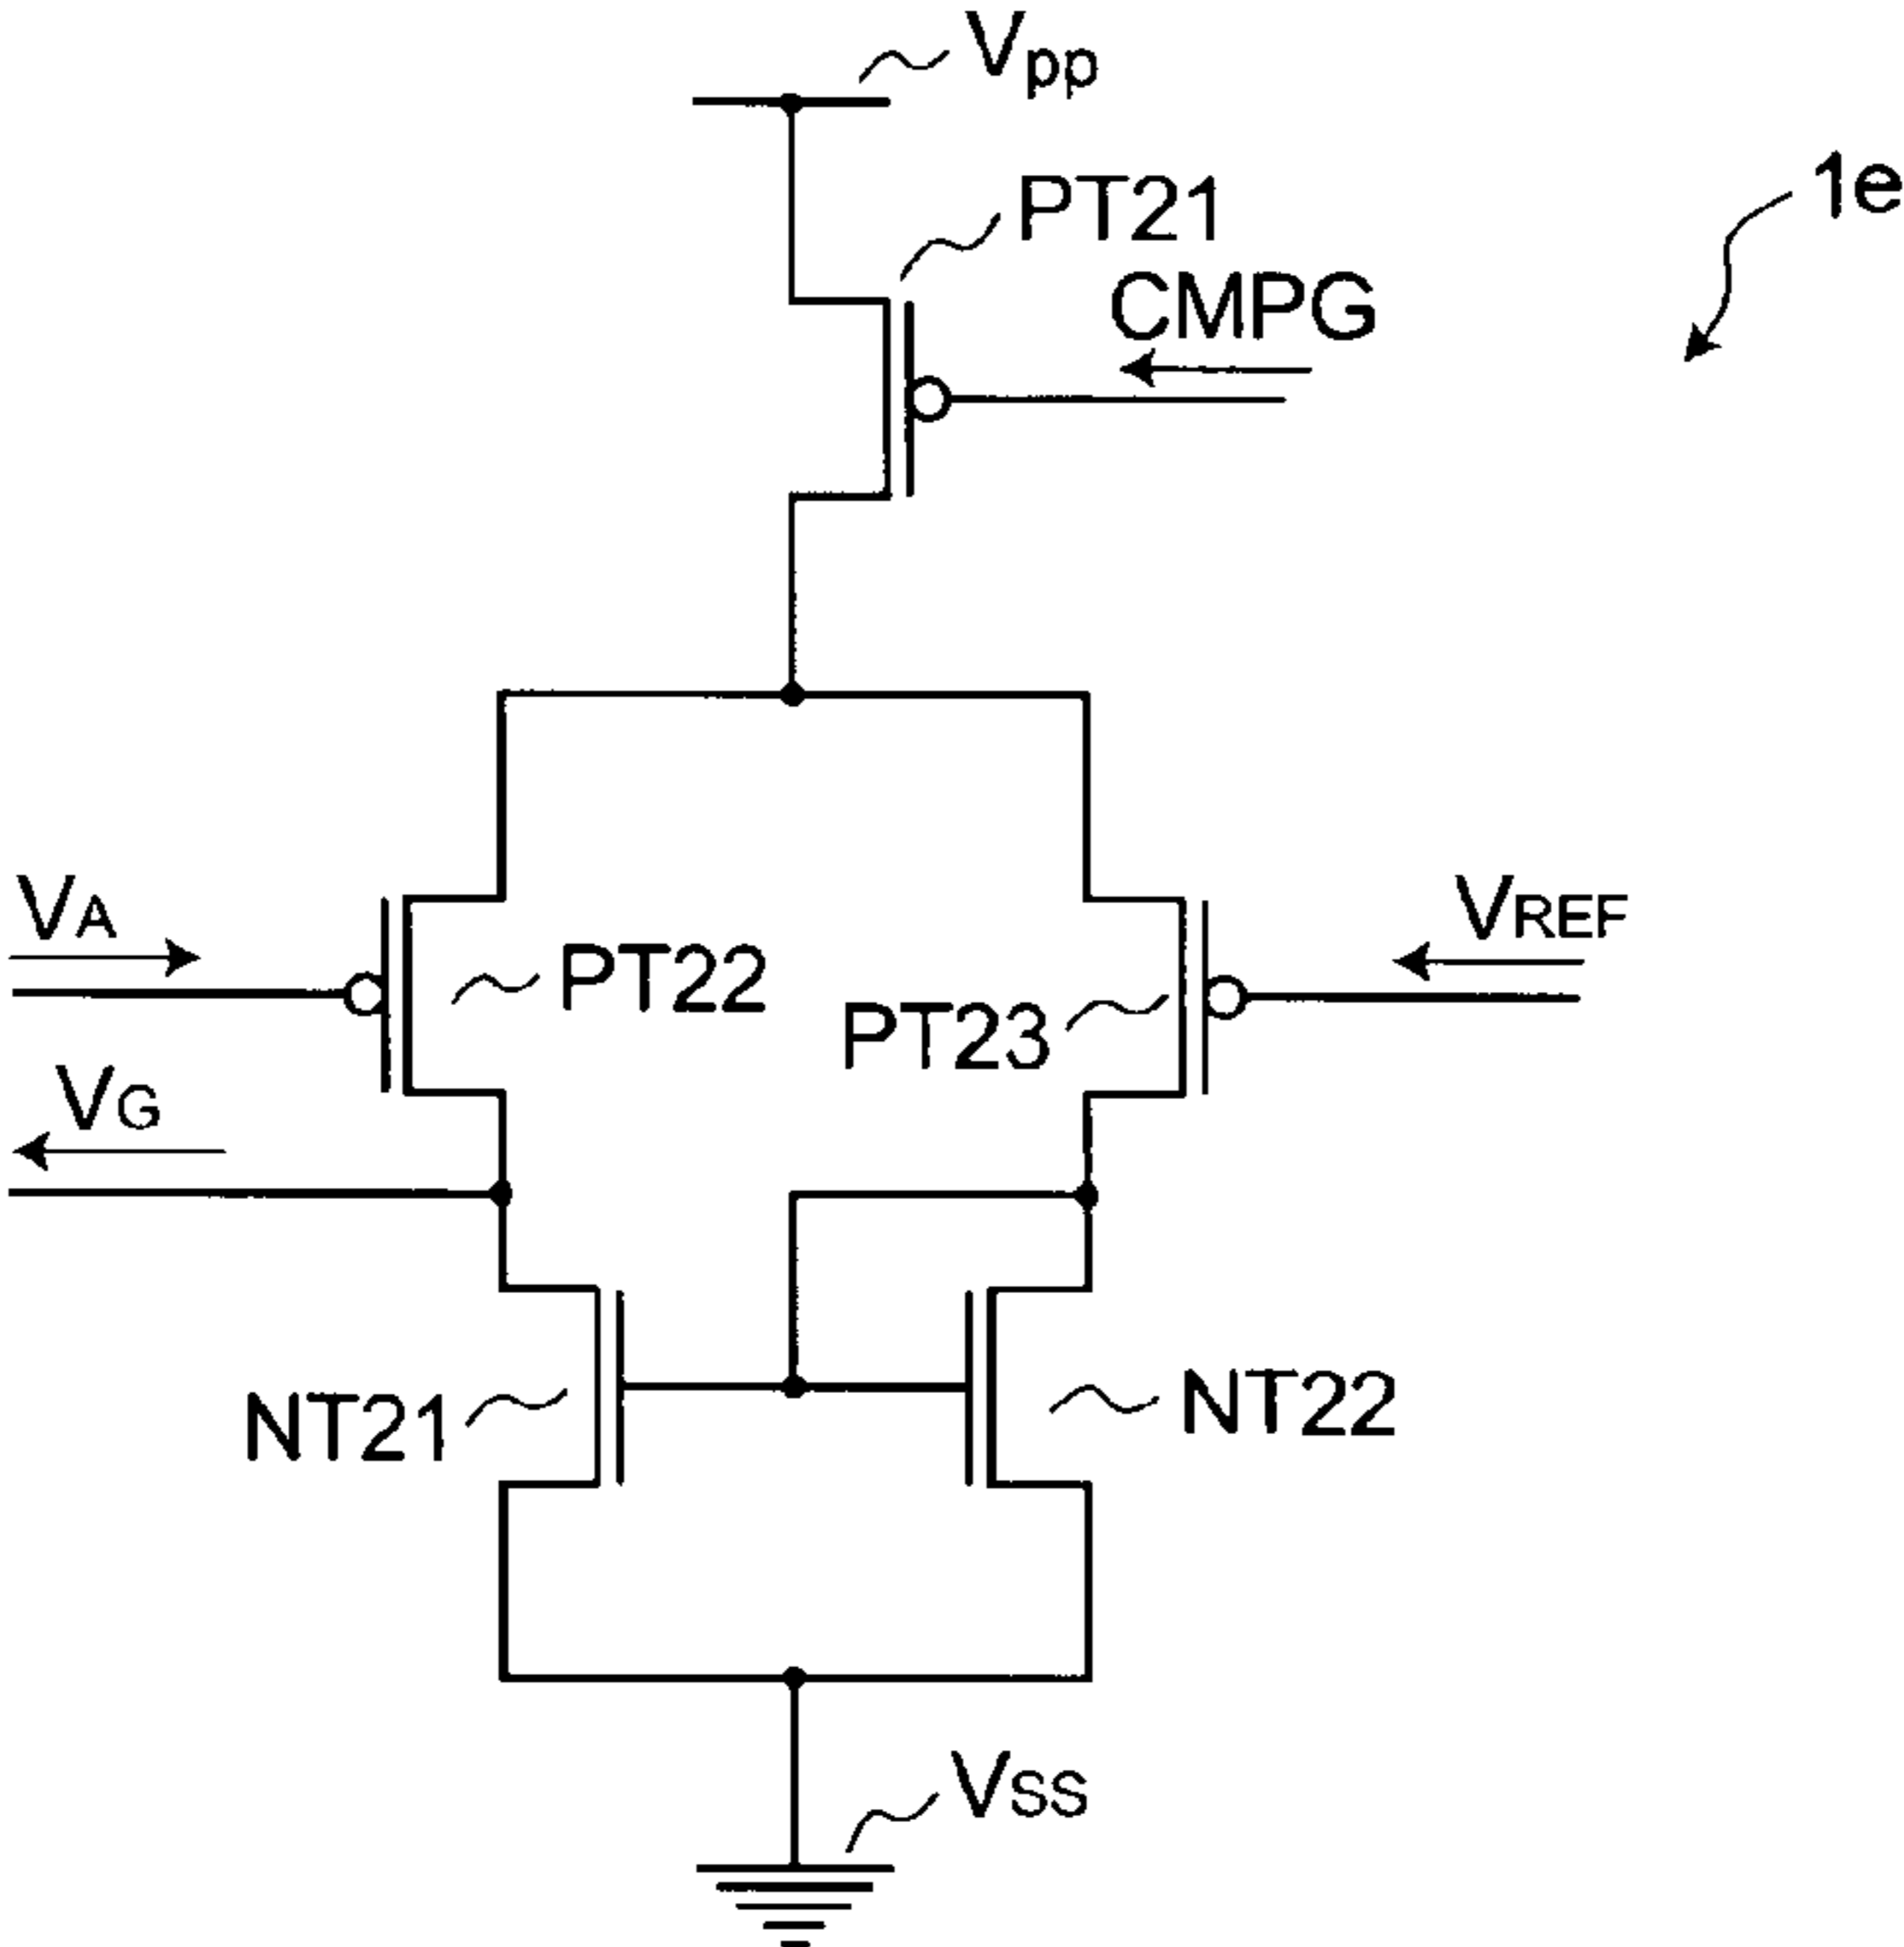 Vpp
PT21
1e
CMPG
VA
VREF
PT22
PT23
VG
NT21
NT22
VSS